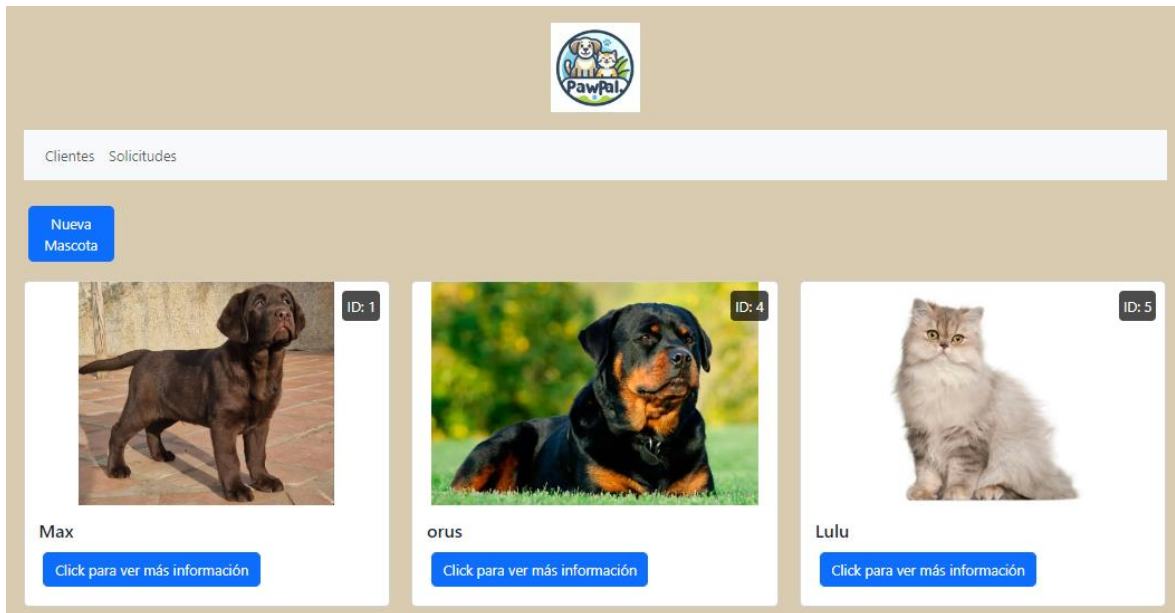 PawPal.
Clientes Solicitudes
Nueva
Mascota
ID: 1
ID: 4
ID: 5
Max
orus
Lulu
Click para ver más información
Click para ver más información
Click para ver más información